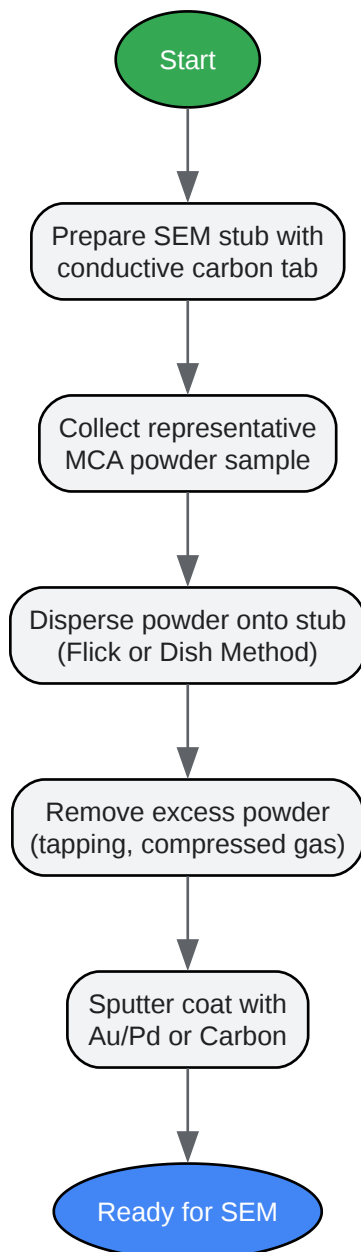 Start
Prepare SEM stub with
conductive carbon tab
Collect representative
MCA powder sample
Disperse powder onto stub
(Flick or Dish Method)
Remove excess powder
(tapping, compressed gas)
Sputter coat with
Au/Pd or Carbon
Ready for SEM